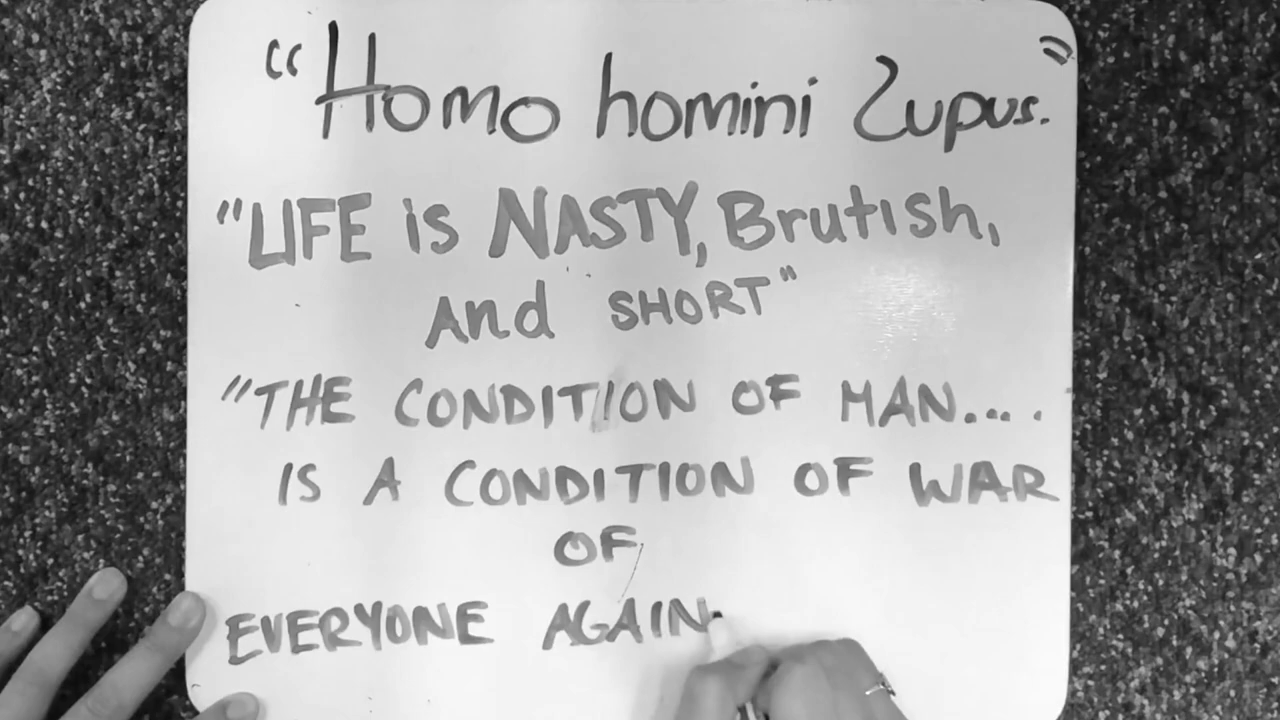 "Homo homini lupus."
"LIFE is NASTY, Brutish,
And SHORT"
"THE CONDITION OF MAN....
IS A CONDITION OF WAR
OF
EVERYONE AGAIN